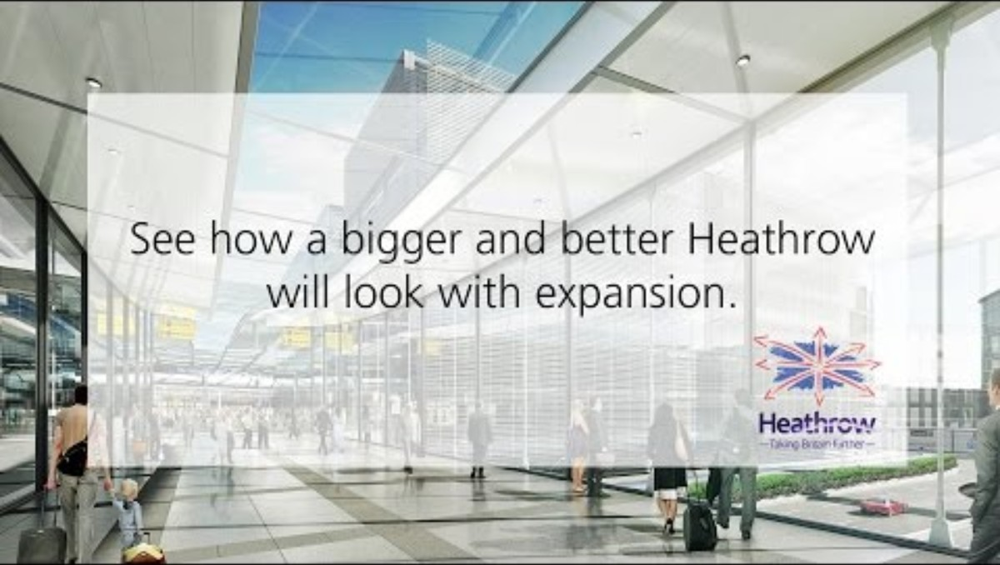 See how a bigger and better Heathrow
will look with expansion.
Heathrow
Taking Britain Further